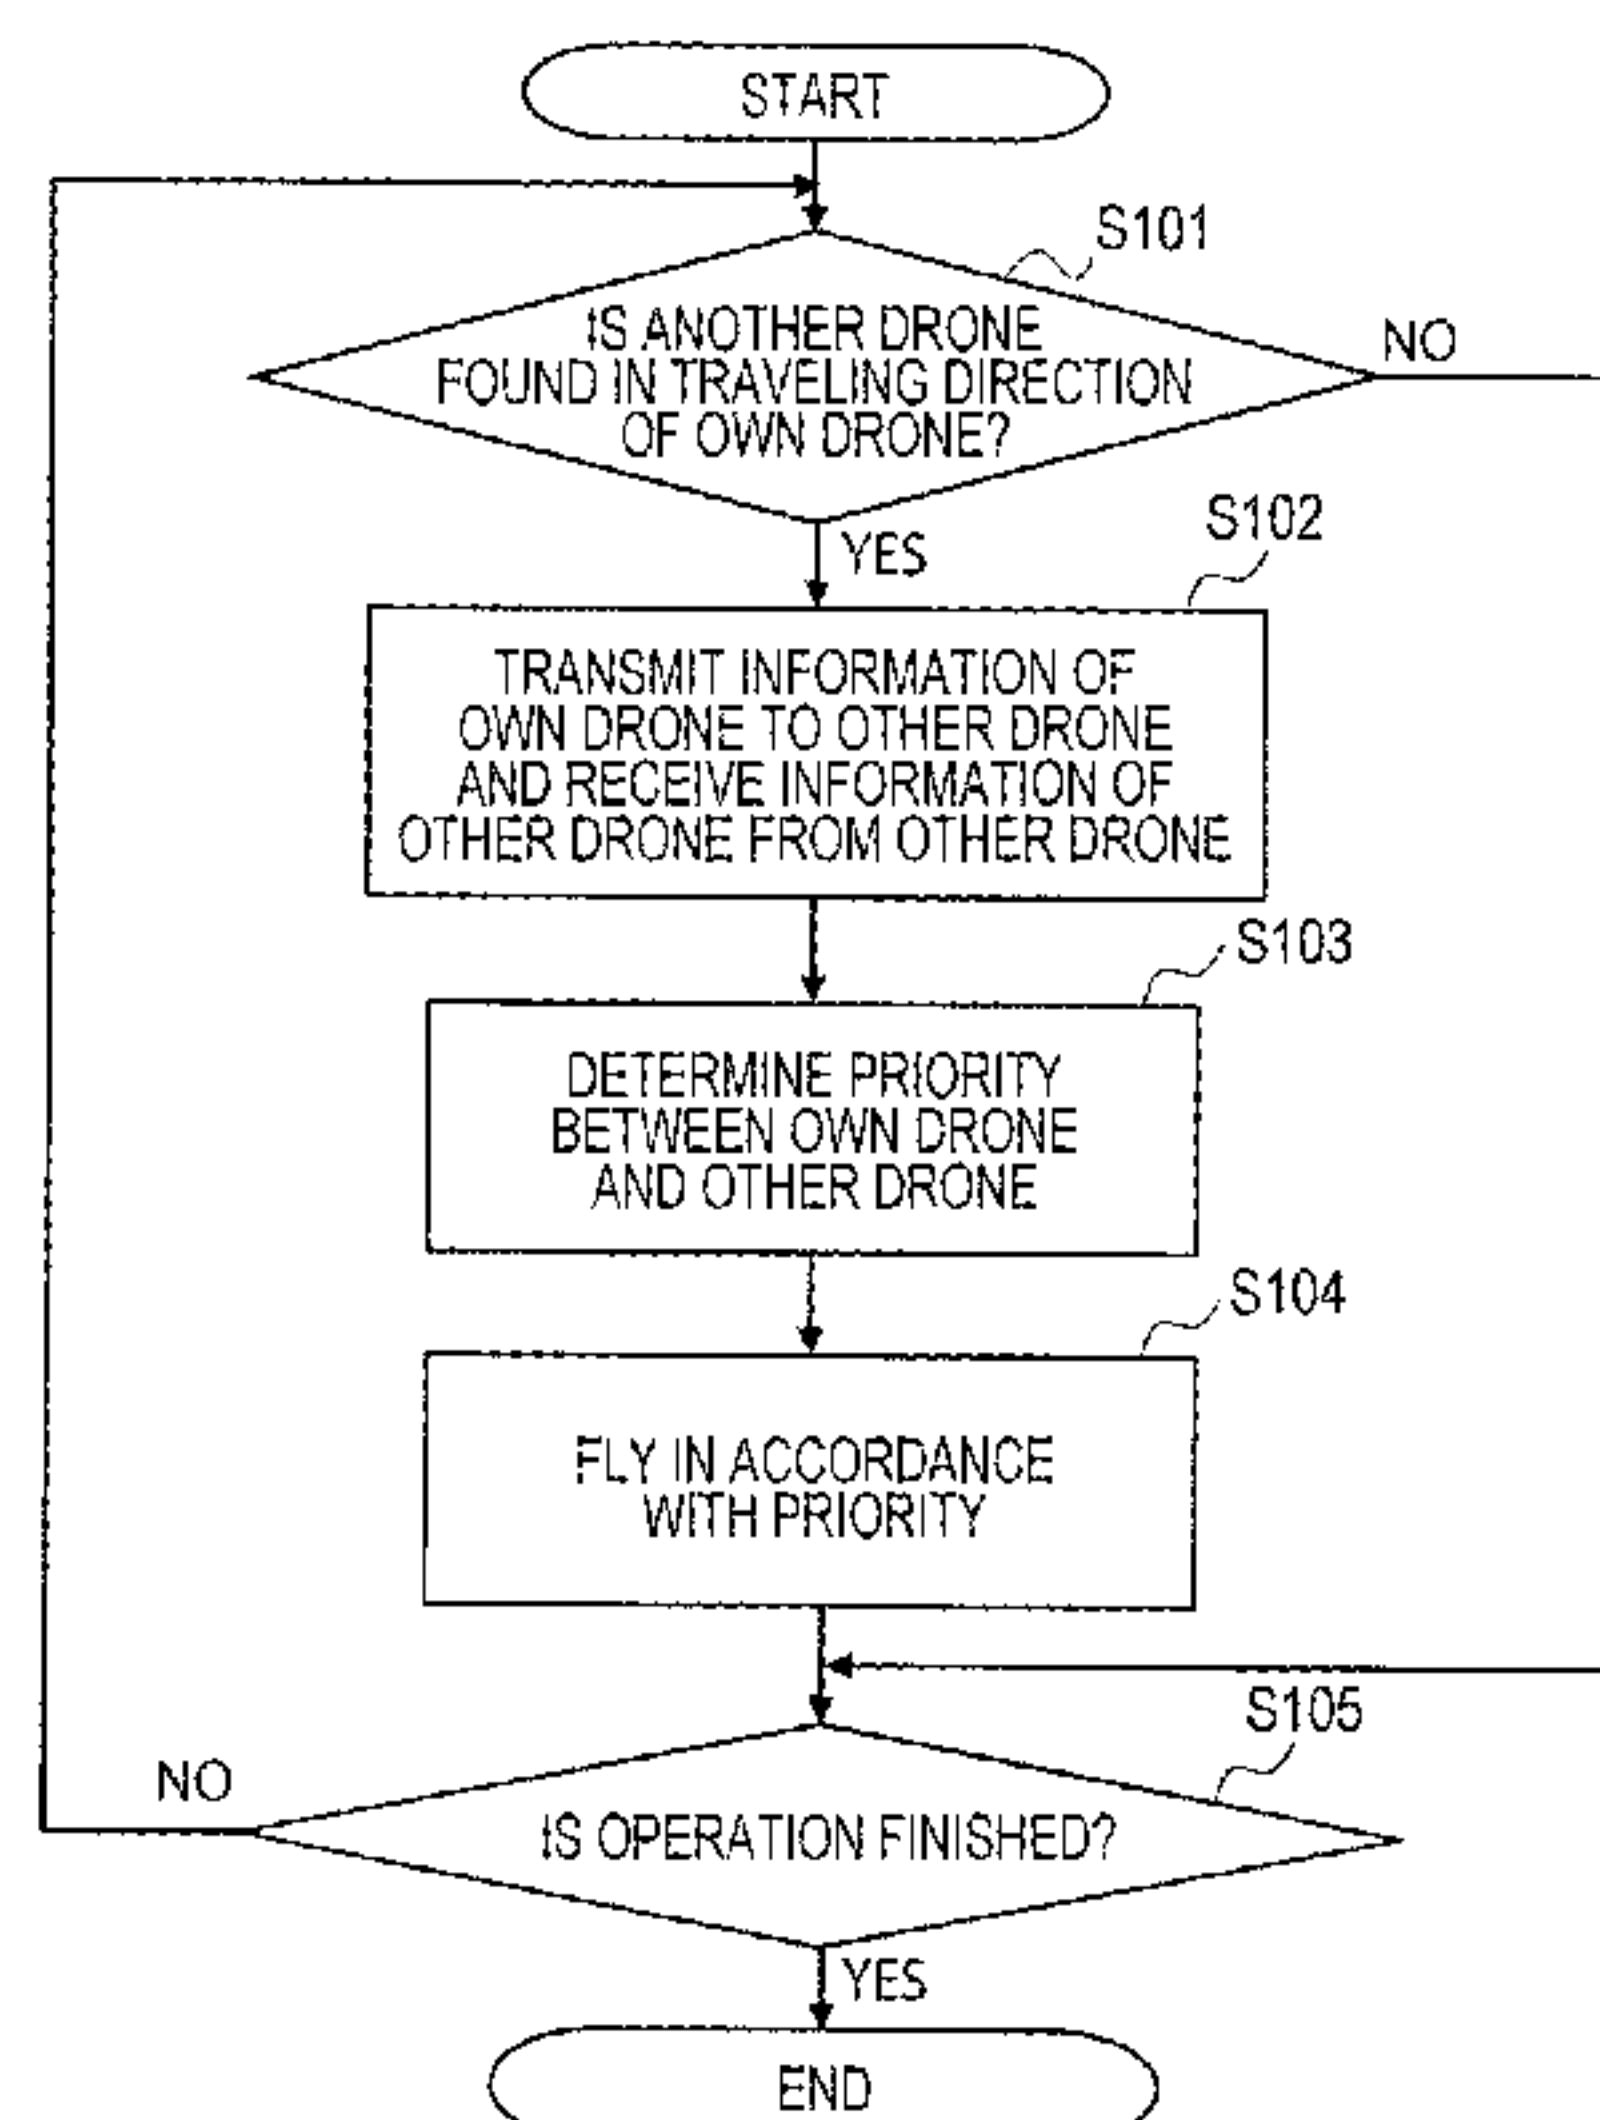 START
S101
IS ANOTHER DRONE
FOUND IN TRAVELING DIRECTION
OF OWN DRONE?
NO
YES
S102
TRANSMIT INFORMATION OF
OWN DRONE TO OTHER DRONE
AND RECEIVE INFORMATION OF
OTHER DRONE FROM OTHER DRONE
S103
DETERMINE PRIORITY
BETWEEN OWN DRONE
AND OTHER DRONE
S104
FLY IN ACCORDANCE
WITH PRIORITY
S105
NO
IS OPERATION FINISHED?
YES
END